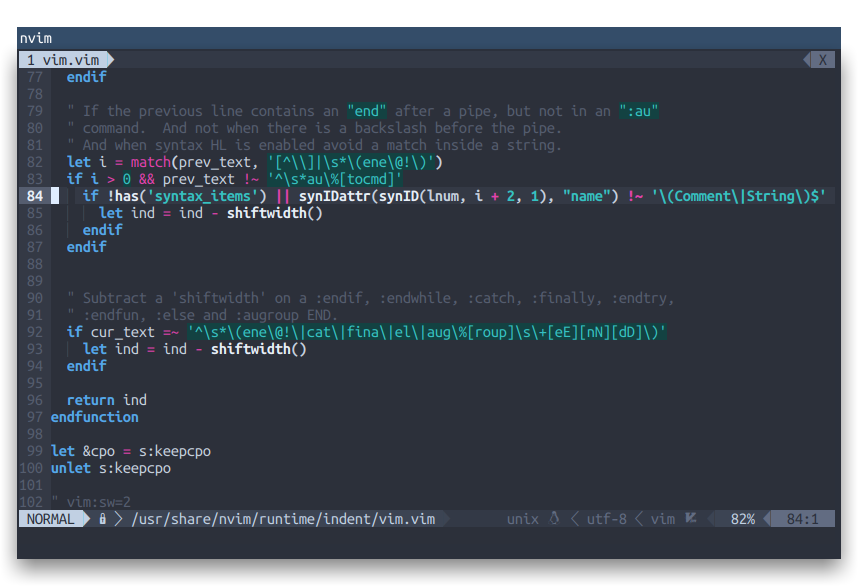 nvim
1 vim.vim X
77 endif
78
79 " If the previous line contains an "end" after a pipe, but not in an ":au"
80 " command.  And not when there is a backslash before the pipe.
81 " And when syntax HL is enabled avoid a match inside a string.
82 let i = match(prev_text, '[^\\]|\s*\(ene\@!\)')
83 if i > 0 && prev_text !~ '^\s*au\%[tocmd]'
84 if !has('syntax_items') || synIDattr(synID(lnum, i + 2, 1), "name") !~ '\(Comment\|String\)$'
85 let ind = ind - shiftwidth()
86 endif
87 endif
88
89
90 " Subtract a 'shiftwidth' on a :endif, :endwhile, :catch, :finally, :endtry,
91 " :endfun, :else and :augroup END.
92 if cur_text =~ '^\s*\(ene\@!\|cat\|fina\|el\|aug\%[roup]\s\+[eE][nN][dD]\)'
93 let ind = ind - shiftwidth()
94 endif
95
96 return ind
97 endfunction
98
99 let &cpo = s:keepcpo
100 unlet s:keepcpo
101
102 " vim:sw=2
NORMAL /usr/share/nvim/runtime/indent/vim.vim unix utf-8 vim 82% 84:1